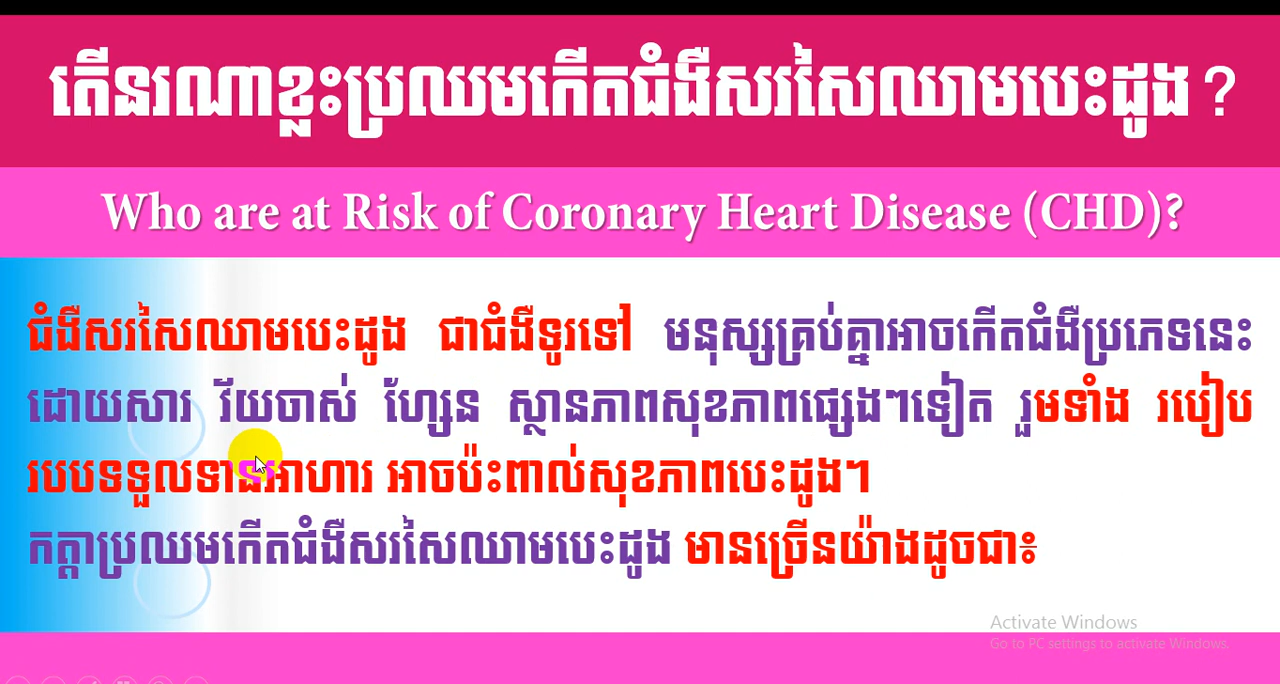 តើនរណាខ្លះប្រឈមកើតជំងឺសរសៃឈាមបេះដូង ?
Who are at Risk of Coronary Heart Disease (CHD)?
ជំងឺសរសៃឈាមបេះដូង ជាជំងឺទូរទៅ មនុស្សគ្រប់គ្នាអាចកើតជំងឺប្រភេទនេះ
ដោយសារ វ័យចាស់ ហ្សែន ស្ថានភាពសុខភាពផ្សេងៗទៀត រួមទាំង របៀប
របបទទួលទានអាហារ អាចប៉ះពាល់សុខភាពបេះដូង។
កត្តាប្រឈមកើតជំងឺសរសៃឈាមបេះដូង មានច្រើនយ៉ាងដូចជា៖
Activate Windows
Go to PC settings to activate Windows.